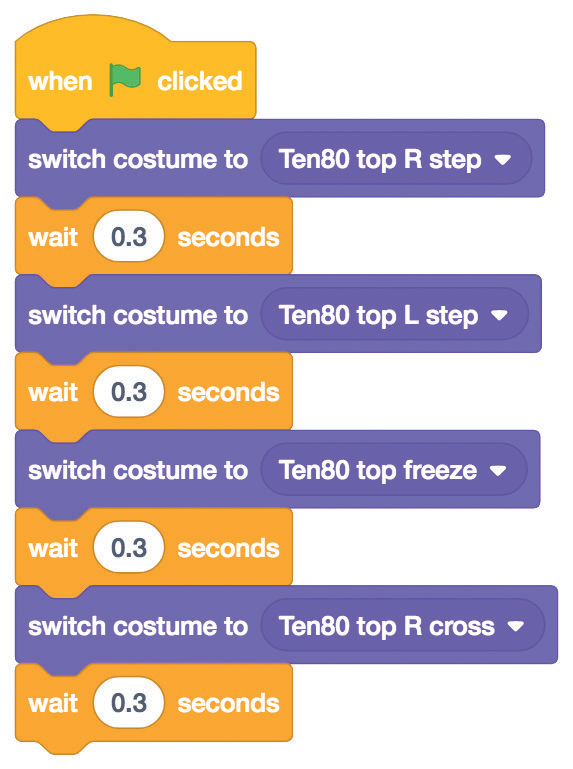 when clicked
switch costume to Ten80 top R step
wait 0.3 seconds
switch costume to Ten80 top L step
wait 0.3 seconds
switch costume to Ten80 top freeze
wait 0.3 seconds
switch costume to Ten80 top R cross
wait 0.3 seconds